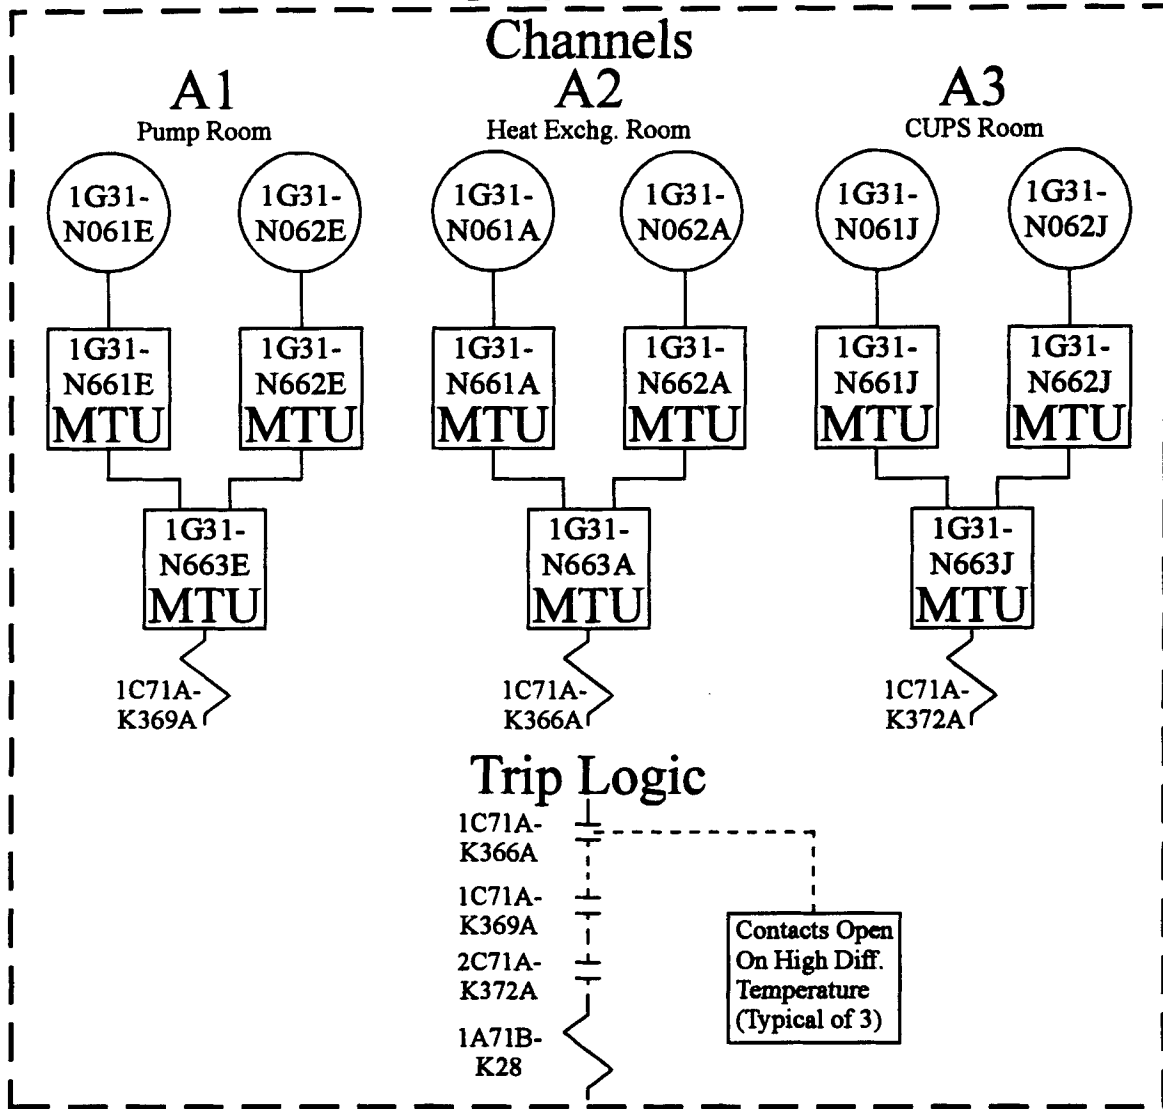 Channels
A1
Pump Room
A2
Heat Exchg. Room
A3
CUPS Room
1G31-
N061E
1G31-
N062E
1G31-
N061A
1G31-
N062A
1G31-
N061J
1G31-
N062J
1G31-
N661E
MTU
1G31-
N662E
MTU
1G31-
N661A
MTU
1G31-
N662A
MTU
1G31-
N661J
MTU
1G31-
N662J
MTU
1G31-
N663E
MTU
1G31-
N663A
MTU
1G31-
N663J
MTU
1C71A-
K369A
1C71A-
K366A
1C71A-
K372A
Trip Logic
1C71A-
K366A
1C71A-
K369A
2C71A-
K372A
1A71B-
K28
Contacts Open
On High Diff.
Temperature
(Typical of 3)